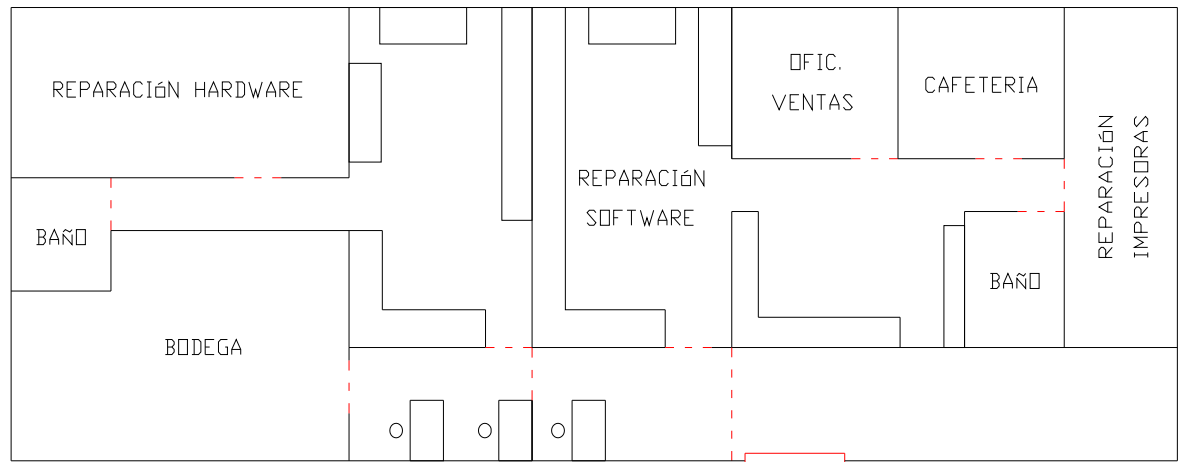 REPARACIóN HARDWARE
BAÑO
BODEGA
REPARACIóN
SOFTWARE
OFIC.
VENTAS
CAFETERIA
BAÑO
REPARACIóN
IMPRESORAS